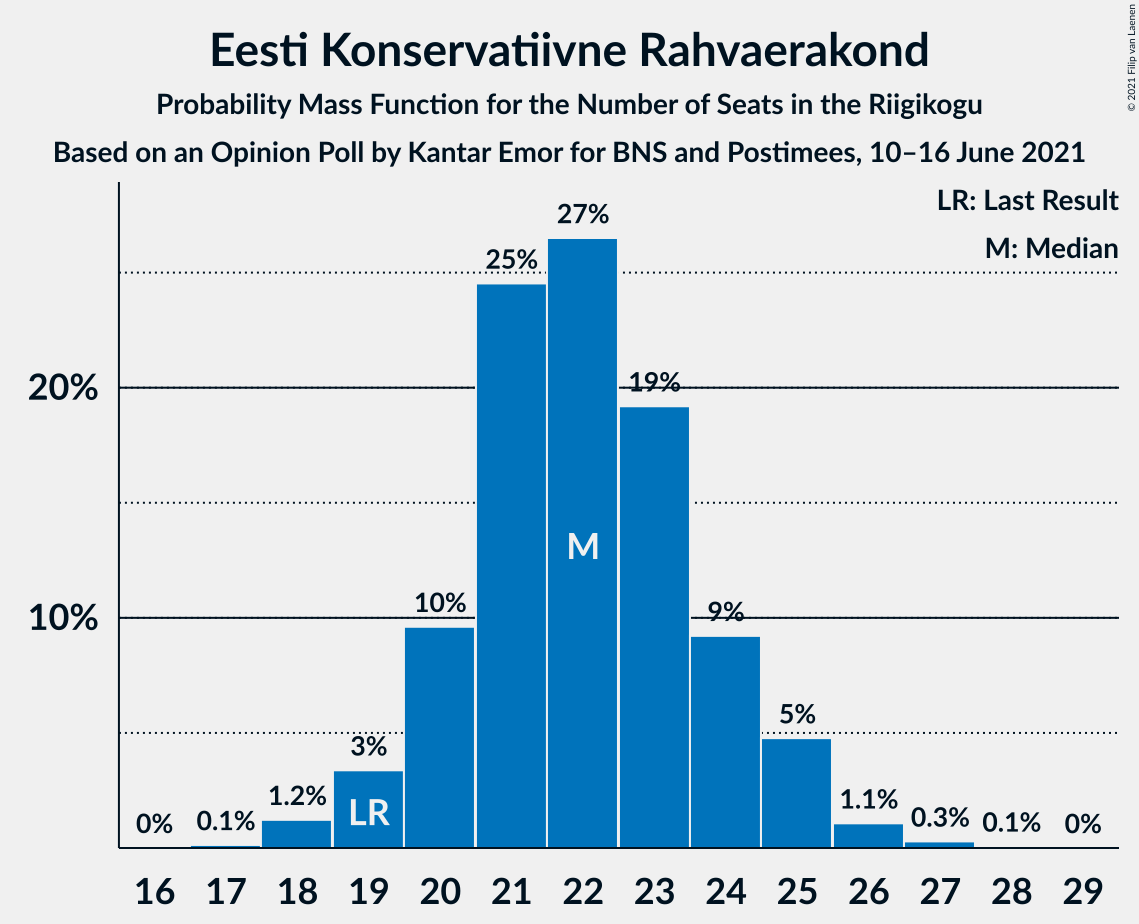 Eesti Konservatiivne Rahvaerakond
Probability Mass Function for the Number of Seats in the Riigikogu
Based on an Opinion Poll by Kantar Emor for BNS and Postimees, 10–16 June 2021
© 2021 Filip van Laenen
LR: Last Result
M: Median
20%
10%
0%
0.1%
1.2%
3%
10%
25%
27%
19%
9%
5%
1.1%
0.3%
0.1%
0%
LR
M
16 17 18 19 20 21 22 23 24 25 26 27 28 29